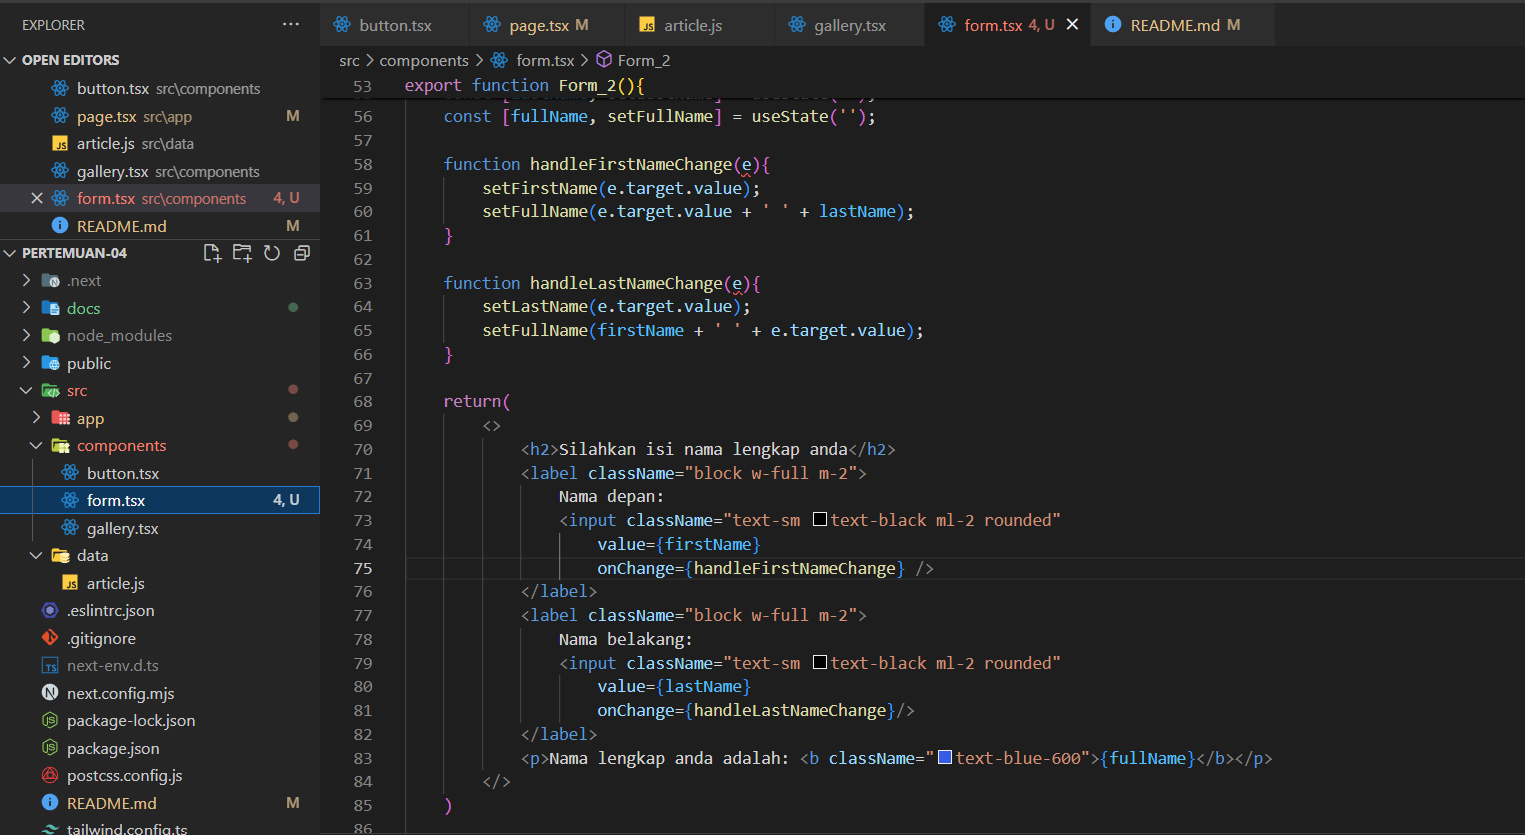 EXPLORER
OPEN EDITORS
button.tsx src\components
page.tsx src\app M
article.js src\data
gallery.tsx src\components
form.tsx src\components 4, U
README.md M
PERTEMUAN-04
.next
docs
node_modules
public
src
app
components
button.tsx
form.tsx 4, U
gallery.tsx
data
article.js
.eslintrc.json
.gitignore
next-env.d.ts
next.config.mjs
package-lock.json
package.json
postcss.config.js
README.md M
tailwind.config.ts
button.tsx page.tsx M article.js gallery.tsx form.tsx 4, U README.md M
src > components > form.tsx > Form_2
53 export function Form_2(){
56 const [fullName, setFullName] = useState('');
57
58 function handleFirstNameChange(e){
59 setFirstName(e.target.value);
60 setFullName(e.target.value + ' ' + lastName);
61 }
62
63 function handleLastNameChange(e){
64 setLastName(e.target.value);
65 setFullName(firstName + ' ' + e.target.value);
66 }
67
68 return(
69 <>
70 <h2>Silahkan isi nama lengkap anda</h2>
71 <label className="block w-full m-2">
72 Nama depan:
73 <input className="text-sm text-black ml-2 rounded"
74 value={firstName}
75 onChange={handleFirstNameChange} />
76 </label>
77 <label className="block w-full m-2">
78 Nama belakang:
79 <input className="text-sm text-black ml-2 rounded"
80 value={lastName}
81 onChange={handleLastNameChange}/>
82 </label>
83 <p>Nama lengkap anda adalah: <b className="text-blue-600">{fullName}</b></p>
84 </>
85 )
86